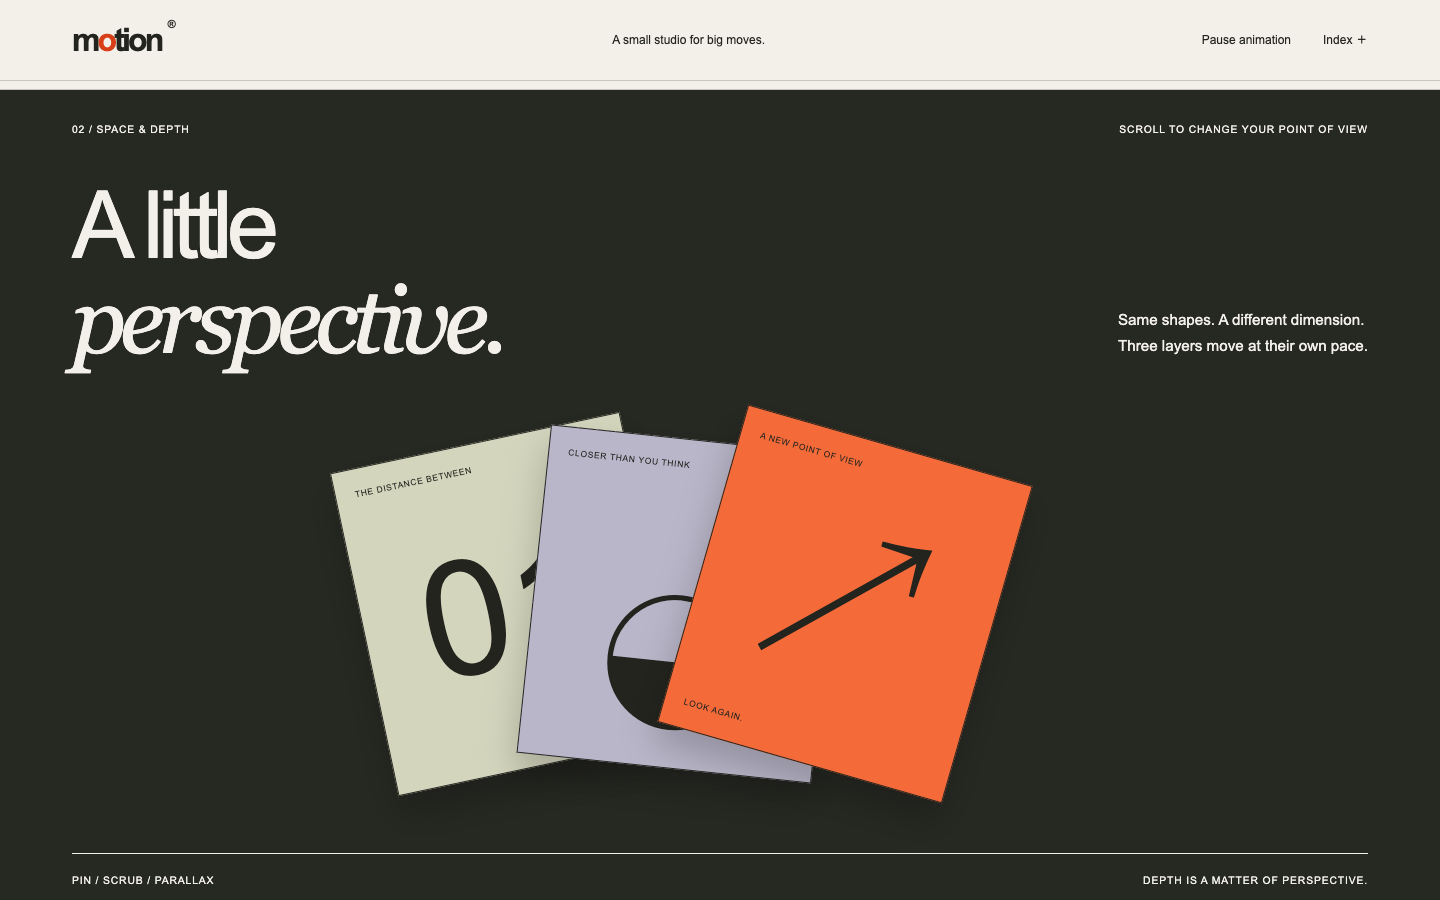 motion®
A small studio for big moves.
Pause animation
Index +
02 / SPACE & DEPTH
SCROLL TO CHANGE YOUR POINT OF VIEW
A little
perspective.
Same shapes. A different dimension.
Three layers move at their own pace.
THE DISTANCE BETWEEN
01
CLOSER THAN YOU THINK
A NEW POINT OF VIEW
LOOK AGAIN.
PIN / SCRUB / PARALLAX
DEPTH IS A MATTER OF PERSPECTIVE.